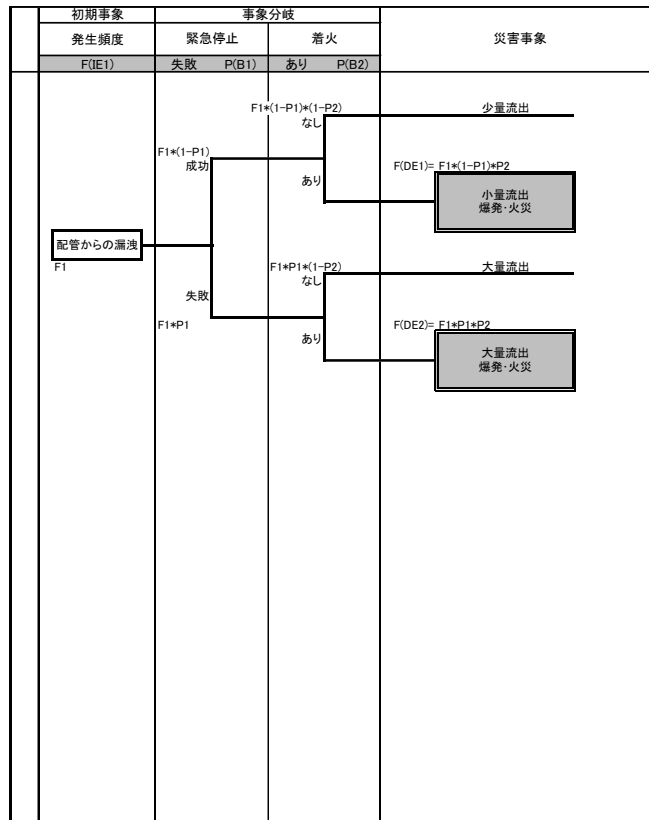 初期事象 事象分岐
発生頻度 緊急停止 着火 災害事象
F(IE1) 失敗 P(B1) あり P(B2)
F1*(1-P1)*(1-P2) 少量流出
なし
F1*(1-P1)
成功
あり
F(DE1)= F1*(1-P1)*P2
小量流出
爆発・火災
配管からの漏洩
F1
F1*P1*(1-P2) 大量流出
なし
失敗
F1*P1
あり
F(DE2)= F1*P1*P2
大量流出
爆発・火災